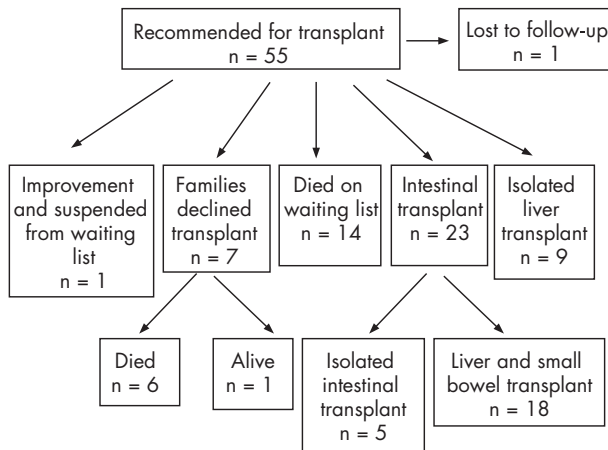 Recommended for transplant
n = 55
Lost to follow-up
n = 1
Improvement
and suspended
from waiting
list
n = 1
Families
declined
transplant
n = 7
Died on
waiting list
n = 14
Intestinal
transplant
n = 23
Isolated
liver
transplant
n = 9
Died
n = 6
Alive
n = 1
Isolated
intestinal
transplant
n = 5
Liver and small
bowel transplant
n = 18